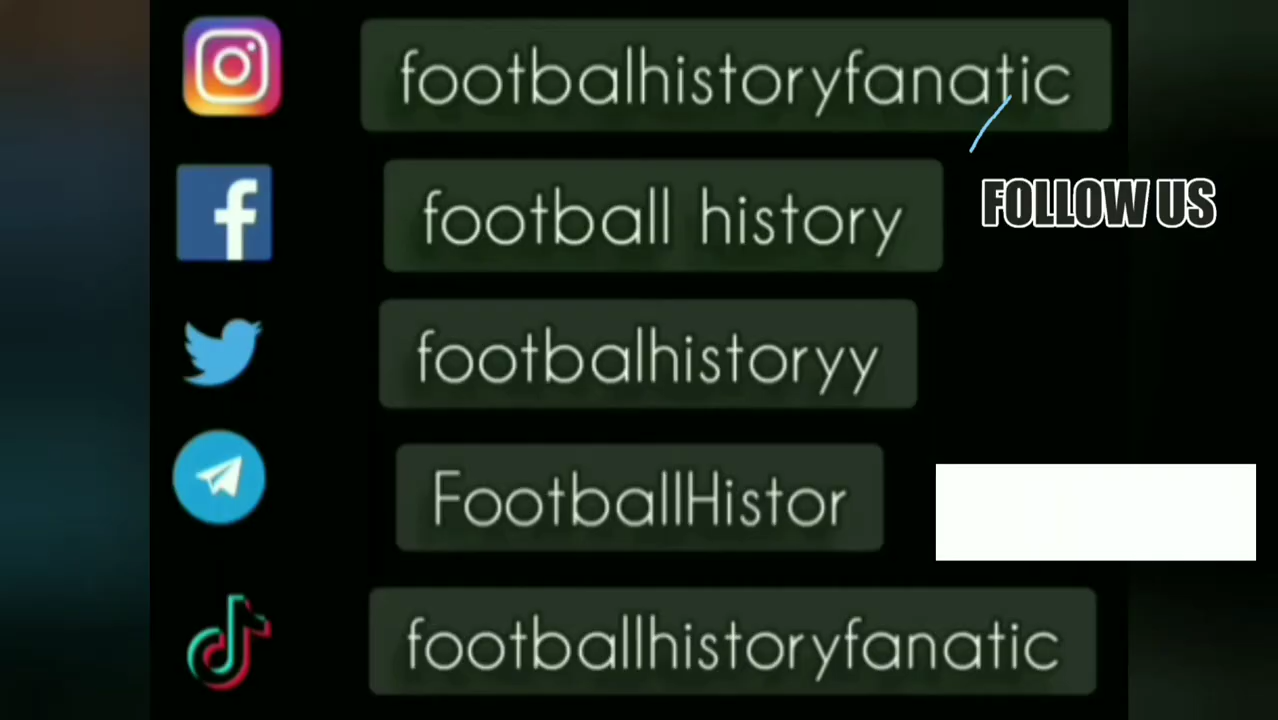 footbalhistoryfanatic
football history
FOLLOW US
footbalhistoryy
FootballHistor
footballhistoryfanatic